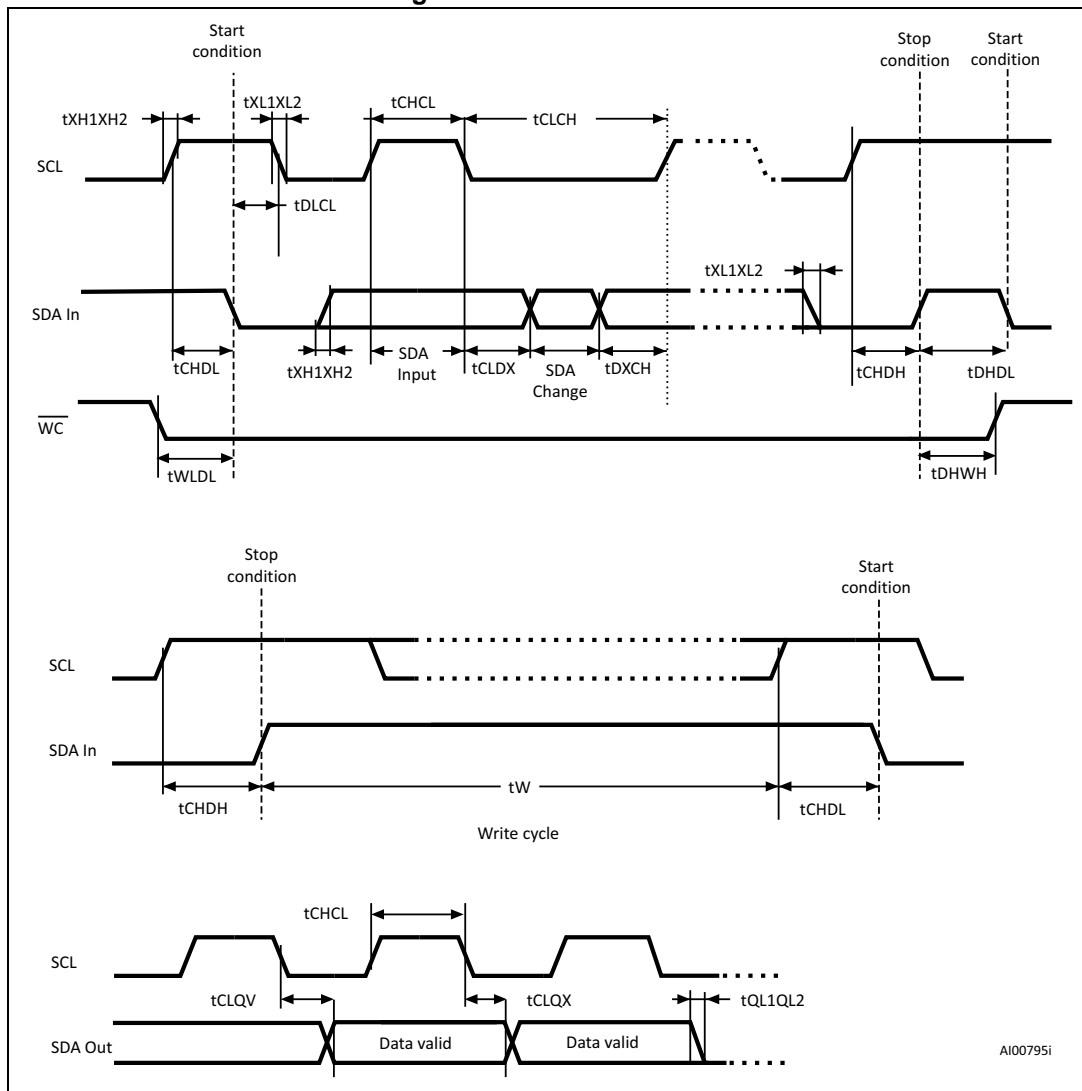 Start
condition
Stop
condition
Start
condition
tXH1XH2
tXL1XL2
tCHCL
tCLCH
SCL
tDLCL
tXL1XL2
SDA In
tCHDL
tXH1XH2
SDA
Input
tCLDX
SDA
Change
tDXCH
tCHDH
tDHDL
WC
tWLDL
tDHWH
Stop
condition
Start
condition
SCL
SDA In
tCHDH
tW
tCHDL
Write cycle
tCHCL
SCL
tCLQV
tCLQX
tQL1QL2
SDA Out
Data valid
Data valid
AI00795i